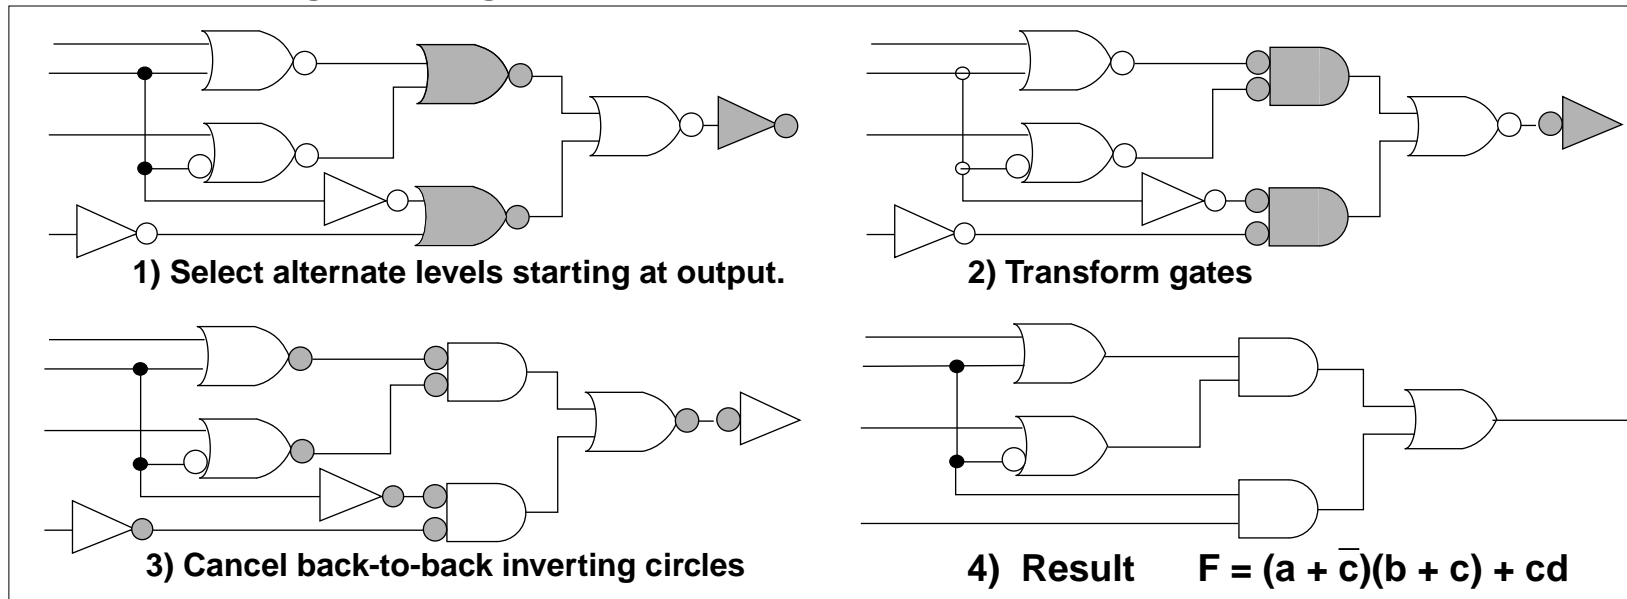 1) Select alternate levels starting at output.
2) Transform gates
3) Cancel back-to-back inverting circles
4) Result F = (a + c̅)(b + c) + cd